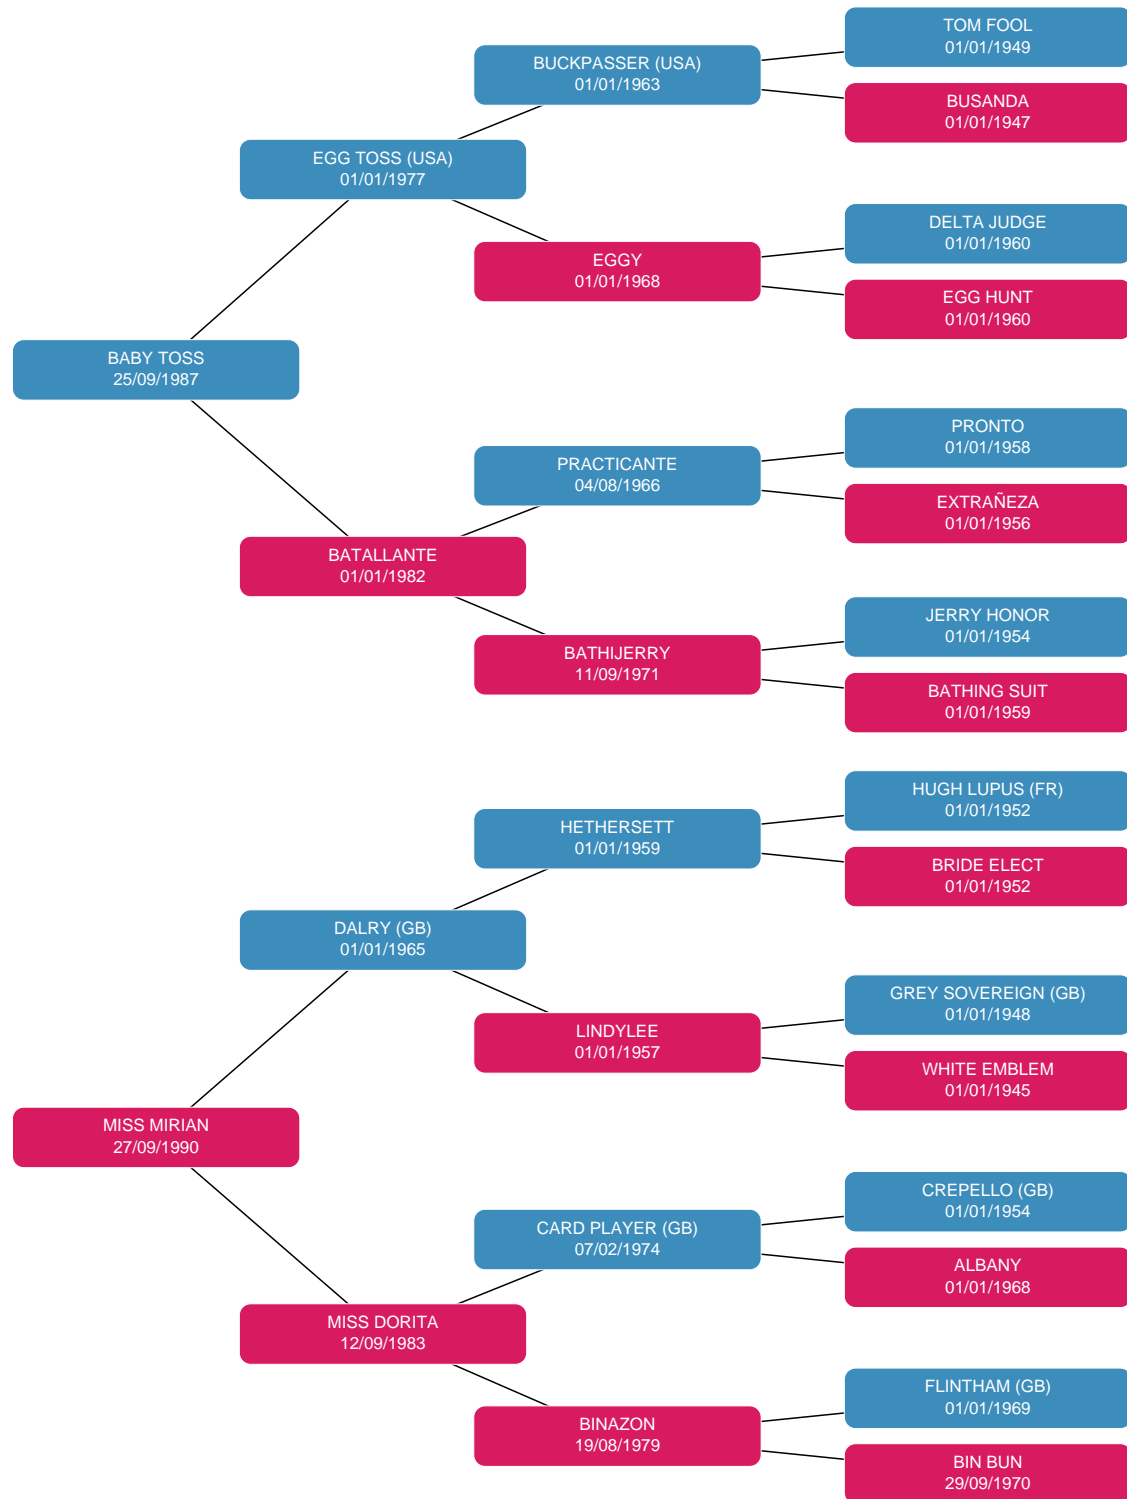 TOM FOOL
01/01/1949
BUCKPASSER (USA)
01/01/1963
BUSANDA
01/01/1947
EGG TOSS (USA)
01/01/1977
DELTA JUDGE
01/01/1960
EGGY
01/01/1968
EGG HUNT
01/01/1960
BABY TOSS
25/09/1987
PRONTO
01/01/1958
PRACTICANTE
04/08/1966
EXTRAÑEZA
01/01/1956
BATALLANTE
01/01/1982
JERRY HONOR
01/01/1954
BATHIJERRY
11/09/1971
BATHING SUIT
01/01/1959
HUGH LUPUS (FR)
01/01/1952
HETHERSETT
01/01/1959
BRIDE ELECT
01/01/1952
DALRY (GB)
01/01/1965
GREY SOVEREIGN (GB)
01/01/1948
LINDYLEE
01/01/1957
WHITE EMBLEM
01/01/1945
MISS MIRIAN
27/09/1990
CREPELLO (GB)
01/01/1954
CARD PLAYER (GB)
07/02/1974
ALBANY
01/01/1968
MISS DORITA
12/09/1983
FLINTHAM (GB)
01/01/1969
BINAZON
19/08/1979
BIN BUN
29/09/1970